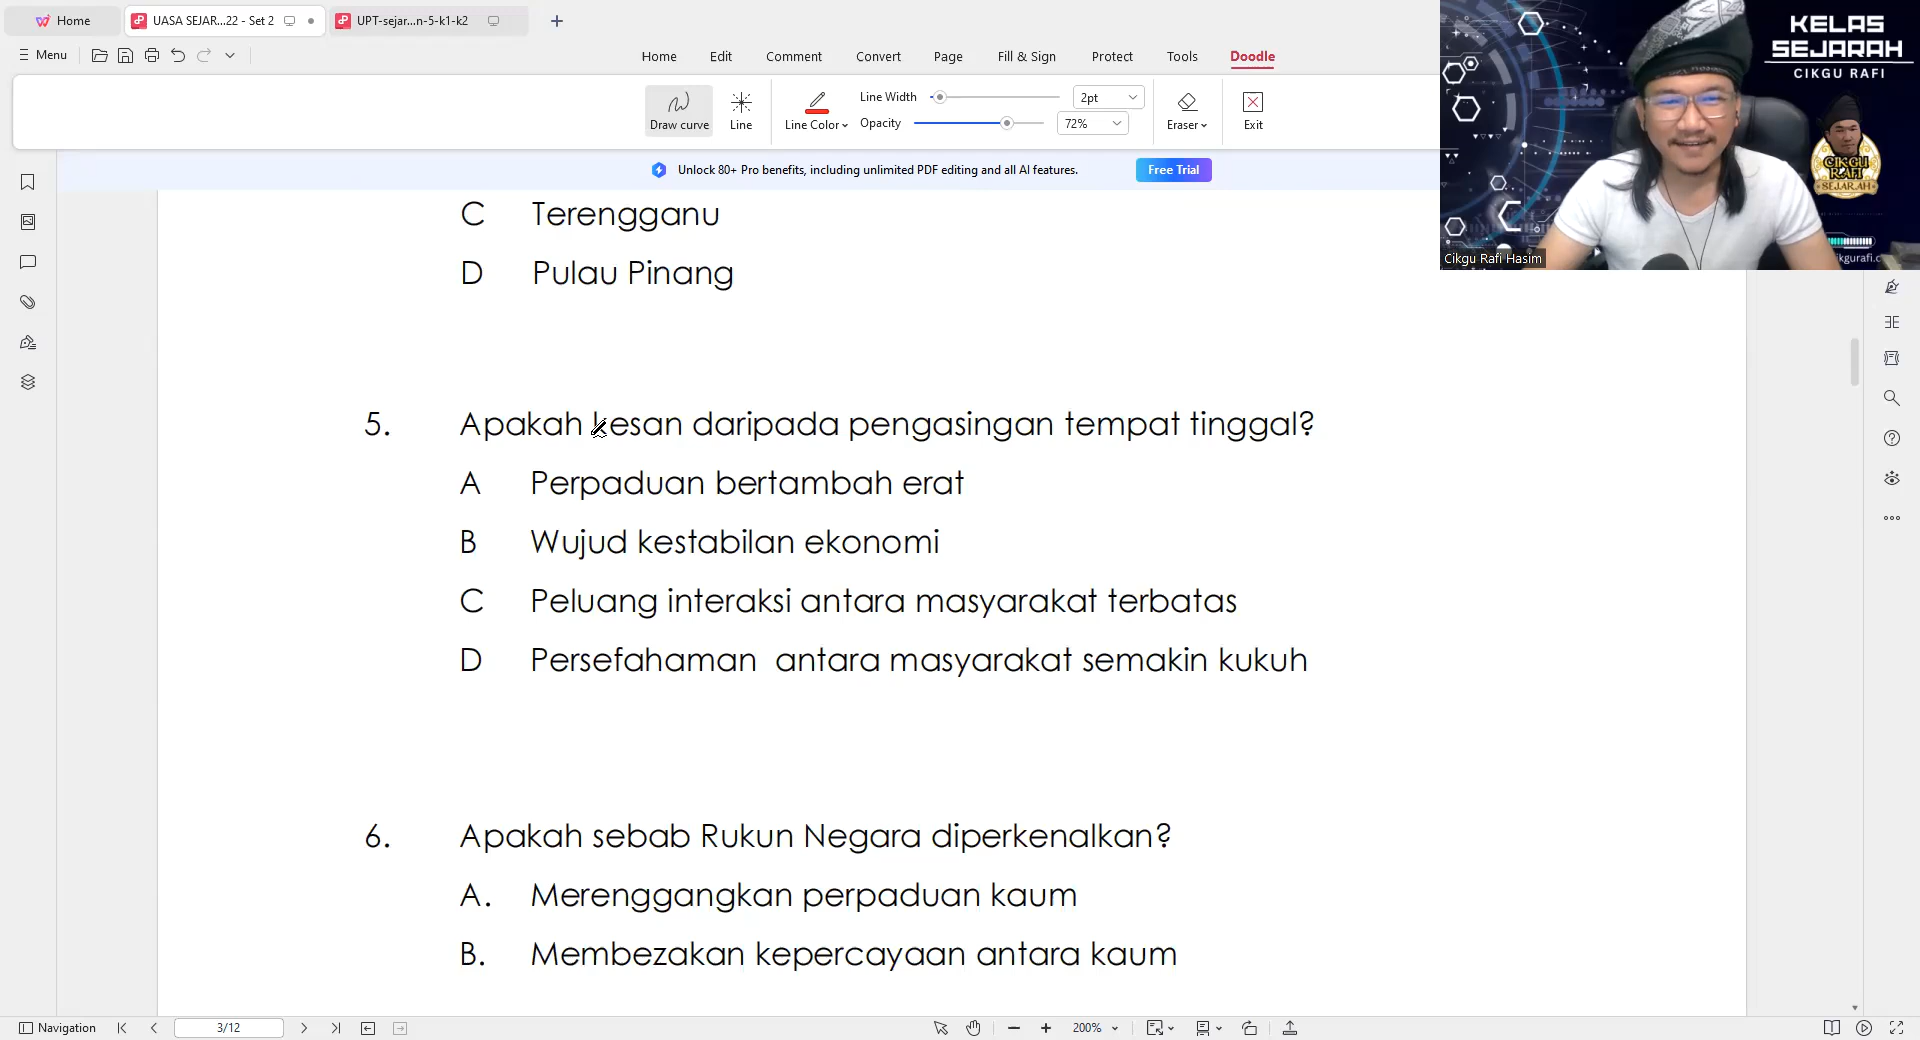 Home
UASA SEJAR...22 - Set 2
UPT-sejar...n-5-k1-k2
Menu
Home
Edit
Comment
Convert
Page
Fill & Sign
Protect
Tools
Doodle
Draw curve
Line
Line Color
Line Width
2pt
Opacity
72%
Eraser
Exit
Unlock 80+ Pro benefits, including unlimited PDF editing and all AI features.
Free Trial
KELAS
SEJARAH
CIKGU RAFI
CIKGU
RAFI
SEJARAH
Cikgu Rafi Hasim
C Terengganu
D Pulau Pinang
5. Apakah kesan daripada pengasingan tempat tinggal?
A Perpaduan bertambah erat
B Wujud kestabilan ekonomi
C Peluang interaksi antara masyarakat terbatas
D Persefahaman antara masyarakat semakin kukuh
6. Apakah sebab Rukun Negara diperkenalkan?
A. Merenggangkan perpaduan kaum
B. Membezakan kepercayaan antara kaum
Navigation
3/12
200%